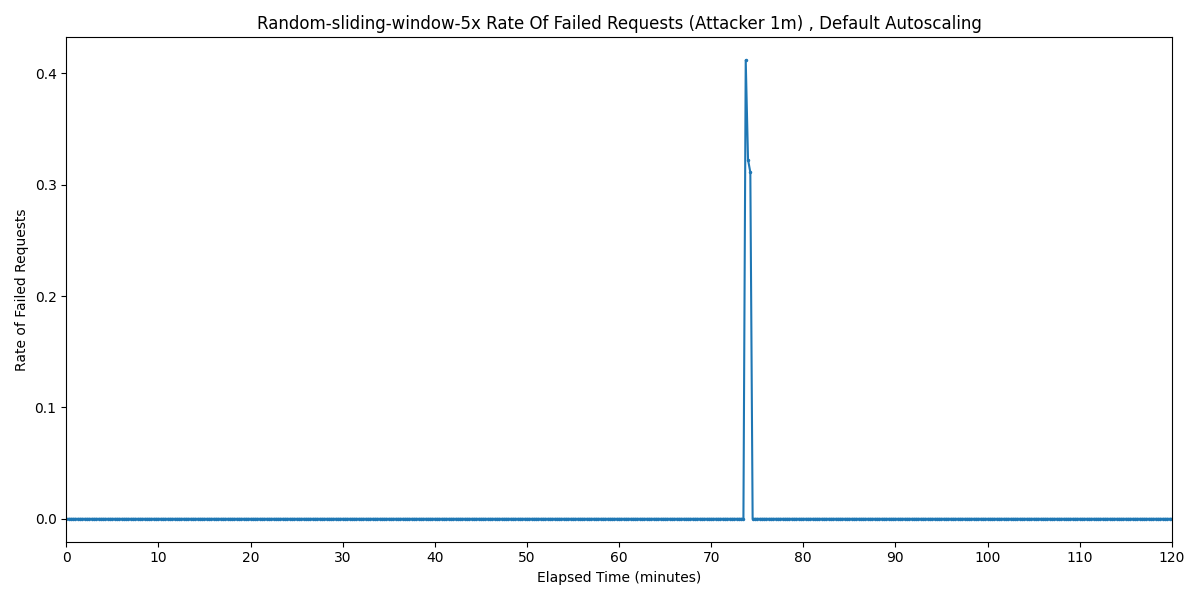 Random-sliding-window-5x Rate Of Failed Requests (Attacker 1m) , Default Autoscaling
Rate of Failed Requests
0.4
0.3
0.2
0.1
0.0
0 10 20 30 40 50 60 70 80 90 100 110 120
Elapsed Time (minutes)